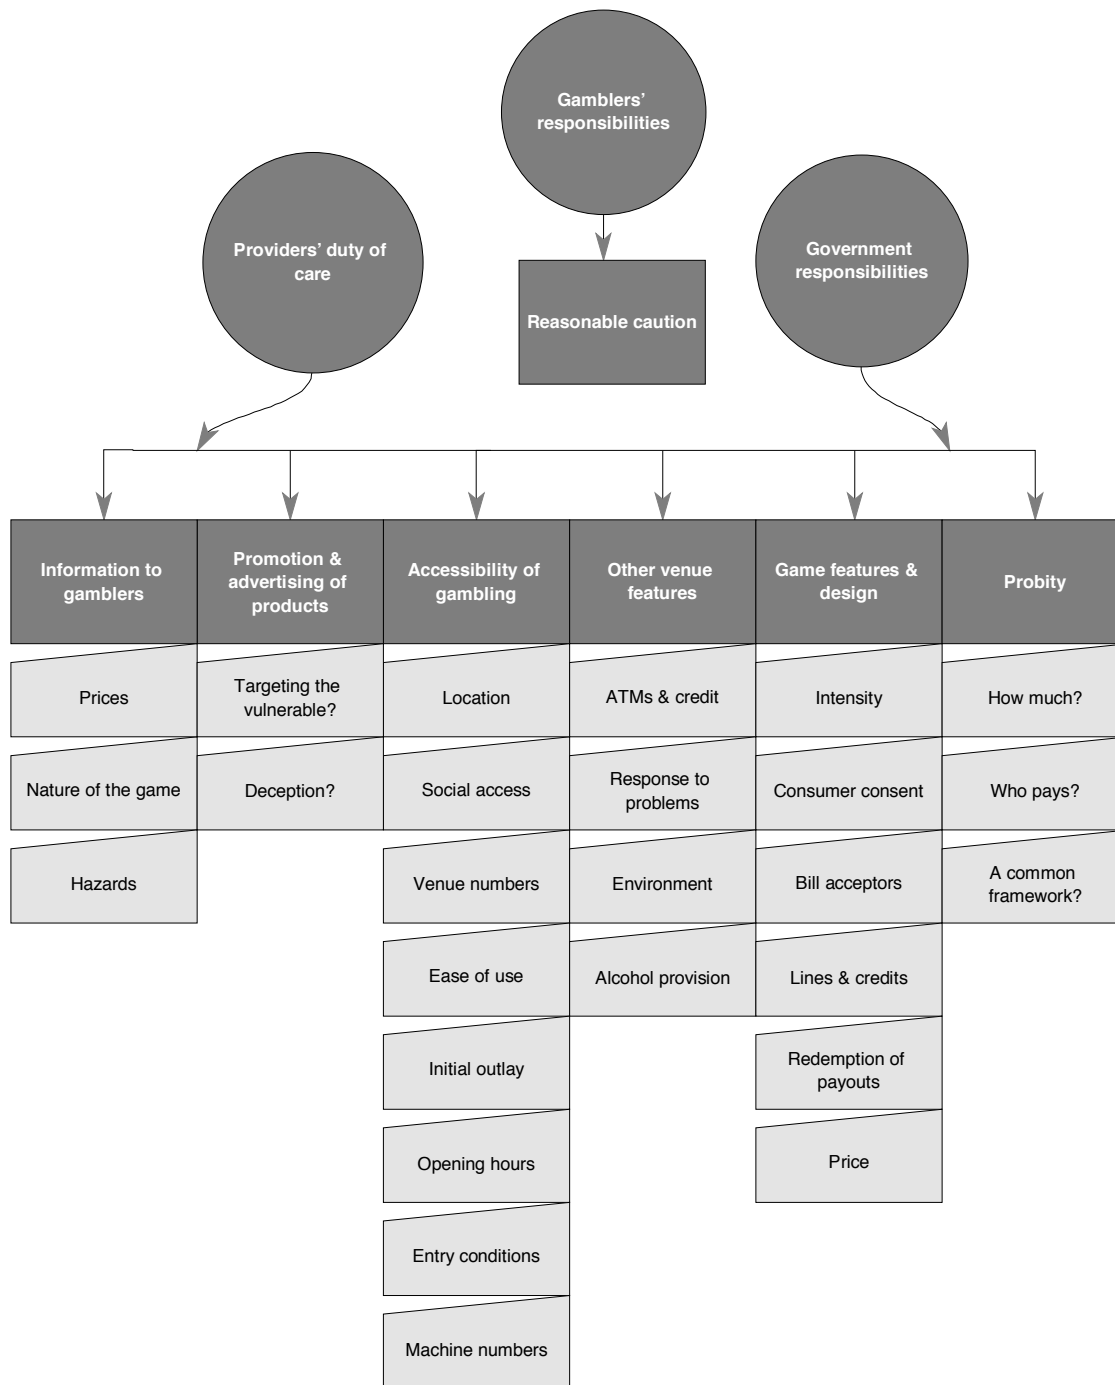 Gamblers'
responsibilities
Providers' duty of
care
Government
responsibilities
Reasonable caution
Information to
gamblers
Promotion &
advertising of
products
Accessibility of
gambling
Other venue
features
Game features &
design
Probity
Prices
Targeting the
vulnerable?
Location
ATMs & credit
Intensity
How much?
Nature of the game
Deception?
Social access
Response to
problems
Consumer consent
Who pays?
Hazards
Venue numbers
Environment
Bill acceptors
A common
framework?
Ease of use
Alcohol provision
Lines & credits
Initial outlay
Redemption of
payouts
Opening hours
Price
Entry conditions
Machine numbers